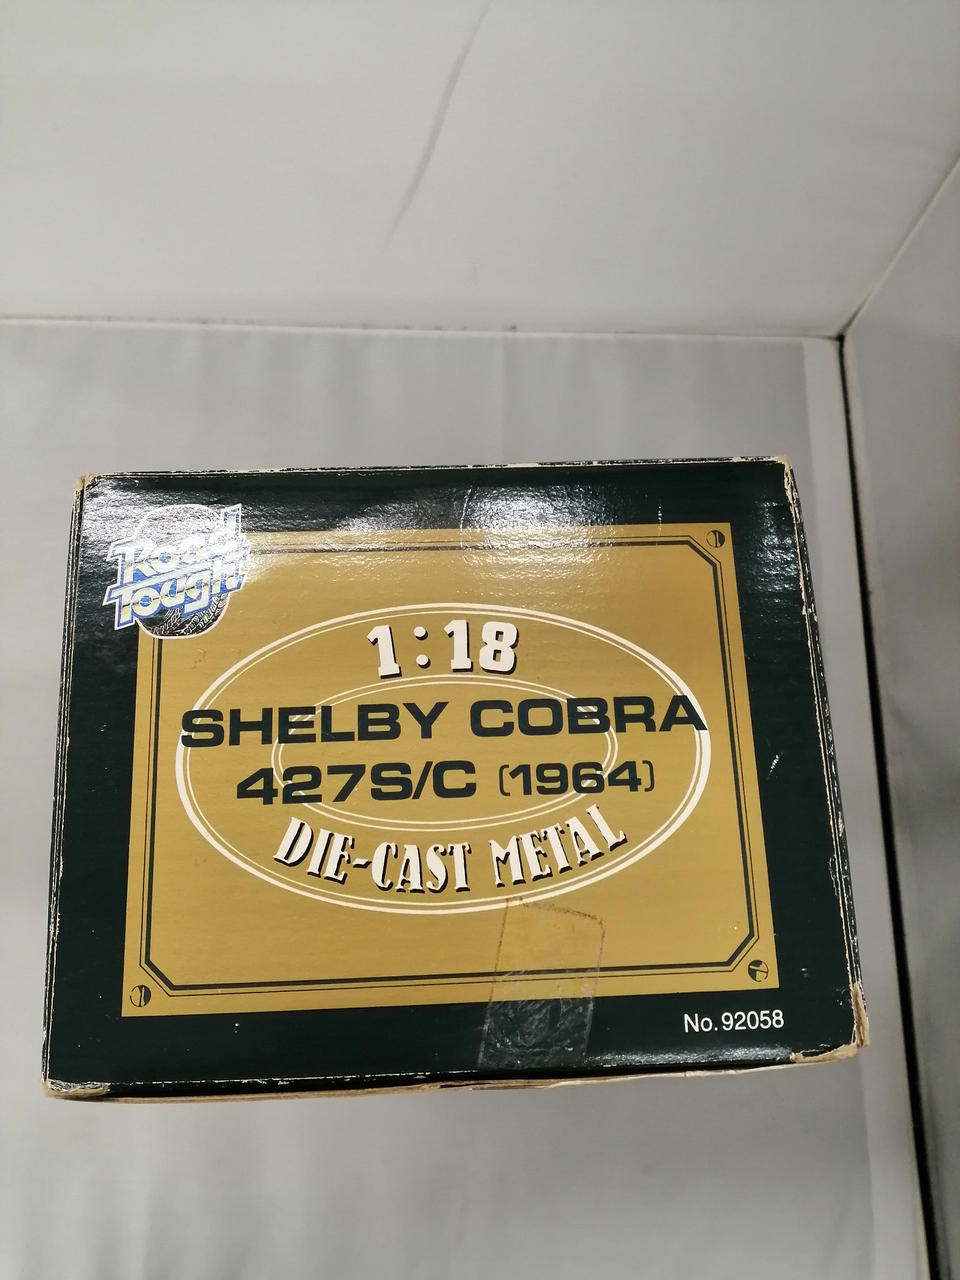 Road
Tough
1:18
SHELBY COBRA
427S/C (1964)
DIE-CAST METAL
No. 92058